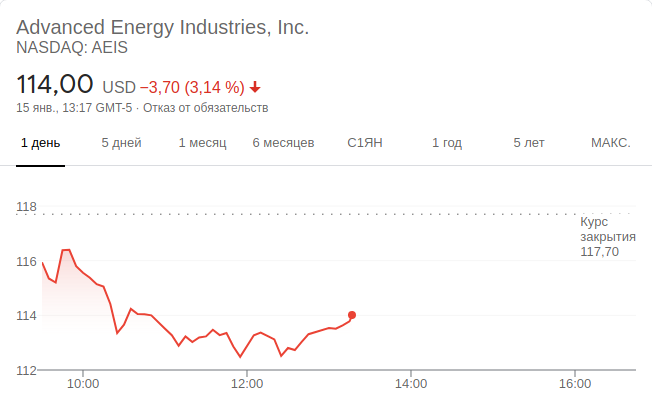 Advanced Energy Industries, Inc.
NASDAQ: AEIS
114,00 USD −3,70 (3,14 %)
15 янв., 13:17 GMT-5 · Отказ от обязательств
1 день 5 дней 1 месяц 6 месяцев С1ЯН 1 год 5 лет МАКС.
118
Курс
закрытия
117,70
116
114
112
10:00 12:00 14:00 16:00